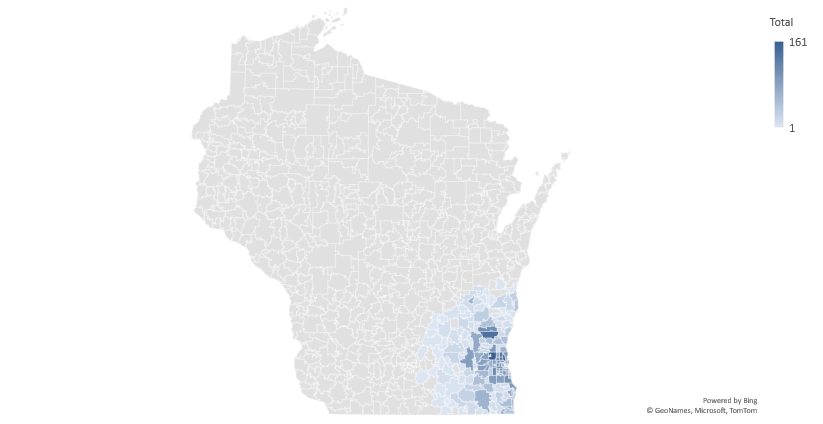 Total
161
1
Powered by Bing
© GeoNames, Microsoft, TomTom